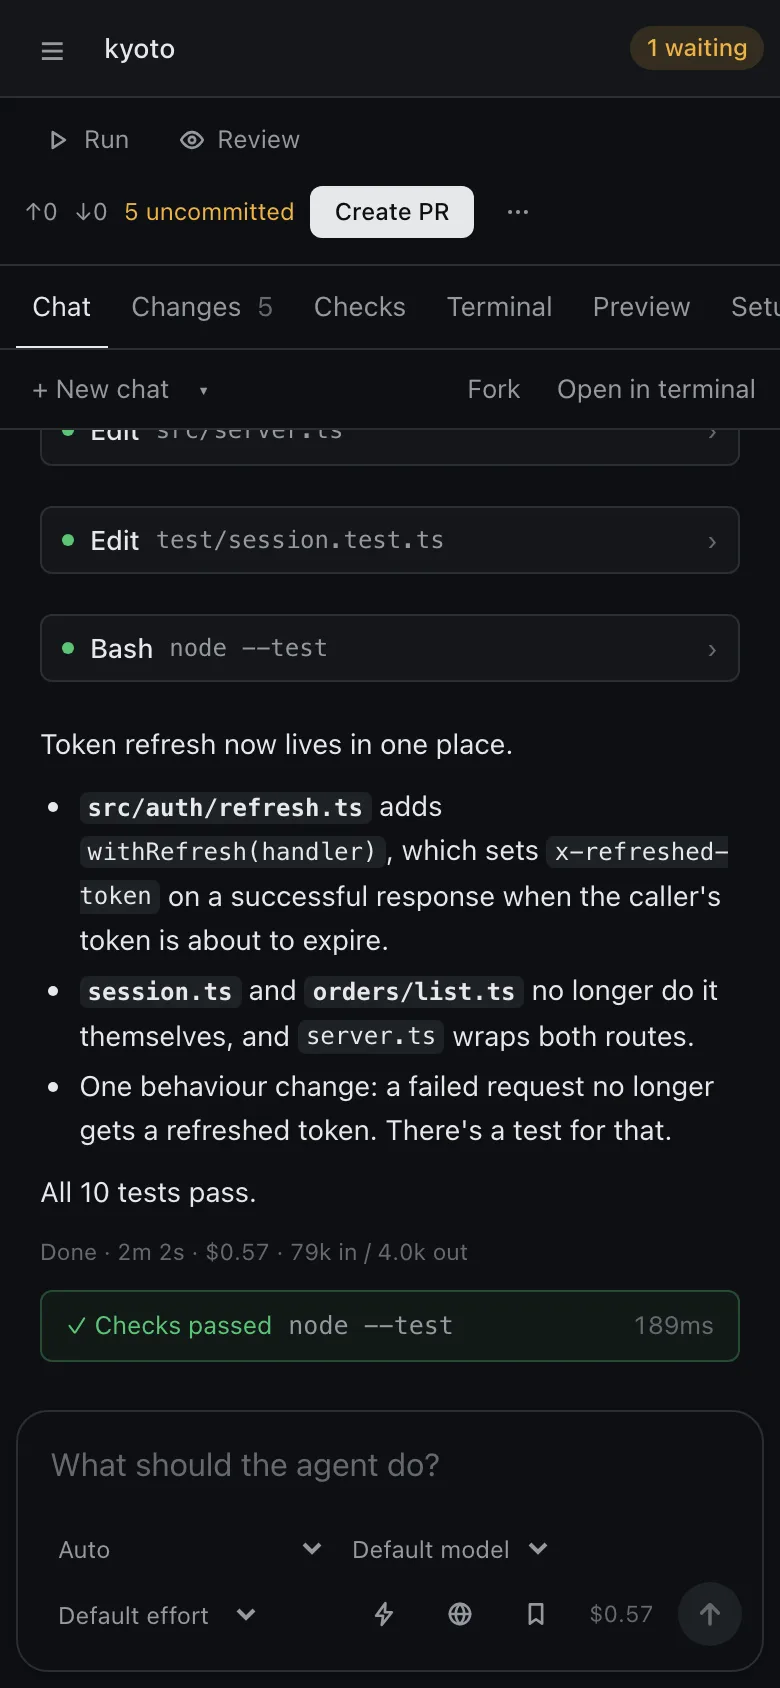 kyoto
1 waiting
Run
Review
↑0 ↓0 5 uncommitted
Create PR
Chat
Changes 5
Checks
Terminal
Preview
Setu
+ New chat
Fork
Open in terminal
Edit src/server.ts
Edit test/session.test.ts
Bash node --test
Token refresh now lives in one place.
• src/auth/refresh.ts adds
withRefresh(handler), which sets x-refreshed-
token on a successful response when the caller's
token is about to expire.
• session.ts and orders/list.ts no longer do it
themselves, and server.ts wraps both routes.
• One behaviour change: a failed request no longer
gets a refreshed token. There's a test for that.
All 10 tests pass.
Done · 2m 2s · $0.57 · 79k in / 4.0k out
✓ Checks passed node --test 189ms
What should the agent do?
Auto
Default model
Default effort
$0.57